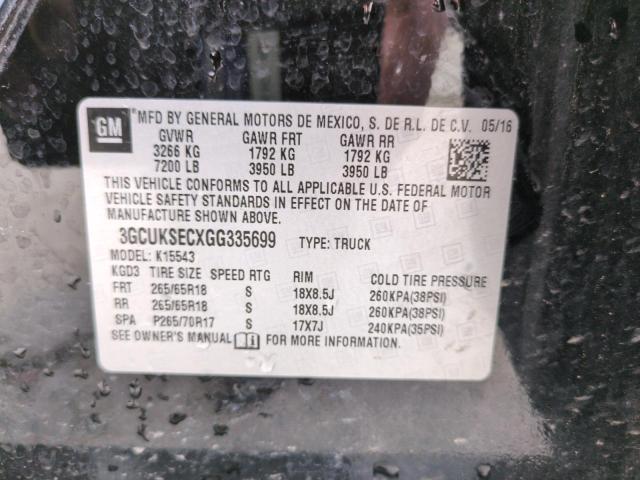 GM MFD BY GENERAL MOTORS DE MEXICO, S. DE R.L. DE C.V. 05/16
GVWR GAWR FRT GAWR RR
3266 KG 1792 KG 1792 KG
7200 LB 3950 LB 3950 LB
THIS VEHICLE CONFORMS TO ALL APPLICABLE U.S. FEDERAL MOTOR
VEHICLE SAFETY STANDARDS IN EFFECT ON THE DATE OF
MANUFACTURE SHOWN ABOVE.
3GCUKSECXGG335699 TYPE: TRUCK
MODEL: K15543
KGD3 TIRE SIZE SPEED RTG RIM COLD TIRE PRESSURE
FRT 265/65R18 S 18X8.5J 260KPA(38PSI)
RR 265/65R18 S 18X8.5J 260KPA(38PSI)
SPA P265/70R17 S 17X7J 240KPA(35PSI)
SEE OWNER'S MANUAL FOR MORE INFORMATION.